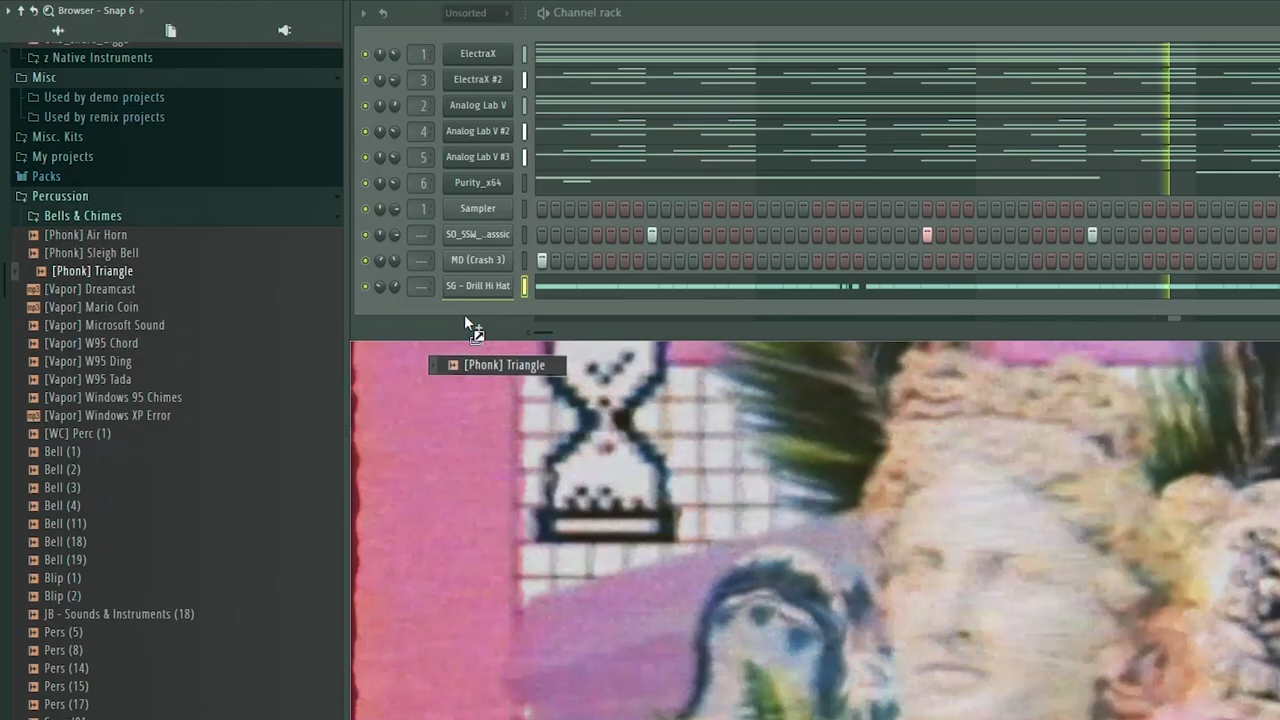 Browser - Snap 6
z Native Instruments
Misc
Used by demo projects
Used by remix projects
Misc. Kits
My projects
Packs
Percussion
Bells & Chimes
[Phonk] Air Horn
[Phonk] Sleigh Bell
[Phonk] Triangle
[Vapor] Dreamcast
[Vapor] Mario Coin
[Vapor] Microsoft Sound
[Vapor] W95 Chord
[Vapor] W95 Ding
[Vapor] W95 Tada
[Vapor] Windows 95 Chimes
[Vapor] Windows XP Error
[WC] Perc (1)
Bell (1)
Bell (2)
Bell (3)
Bell (4)
Bell (11)
Bell (18)
Bell (19)
Blip (1)
Blip (2)
JB - Sounds & Instruments (18)
Pers (5)
Pers (8)
Pers (14)
Pers (15)
Pers (17)
Unsorted
Channel rack
1 ElectraX
3 ElectraX #2
2 Analog Lab V
4 Analog Lab V #2
5 Analog Lab V #3
6 Purity_x64
1 Sampler
--- SO_55W_..asssic
--- MD (Crash 3)
--- SG - Drill Hi Hat
[Phonk] Triangle